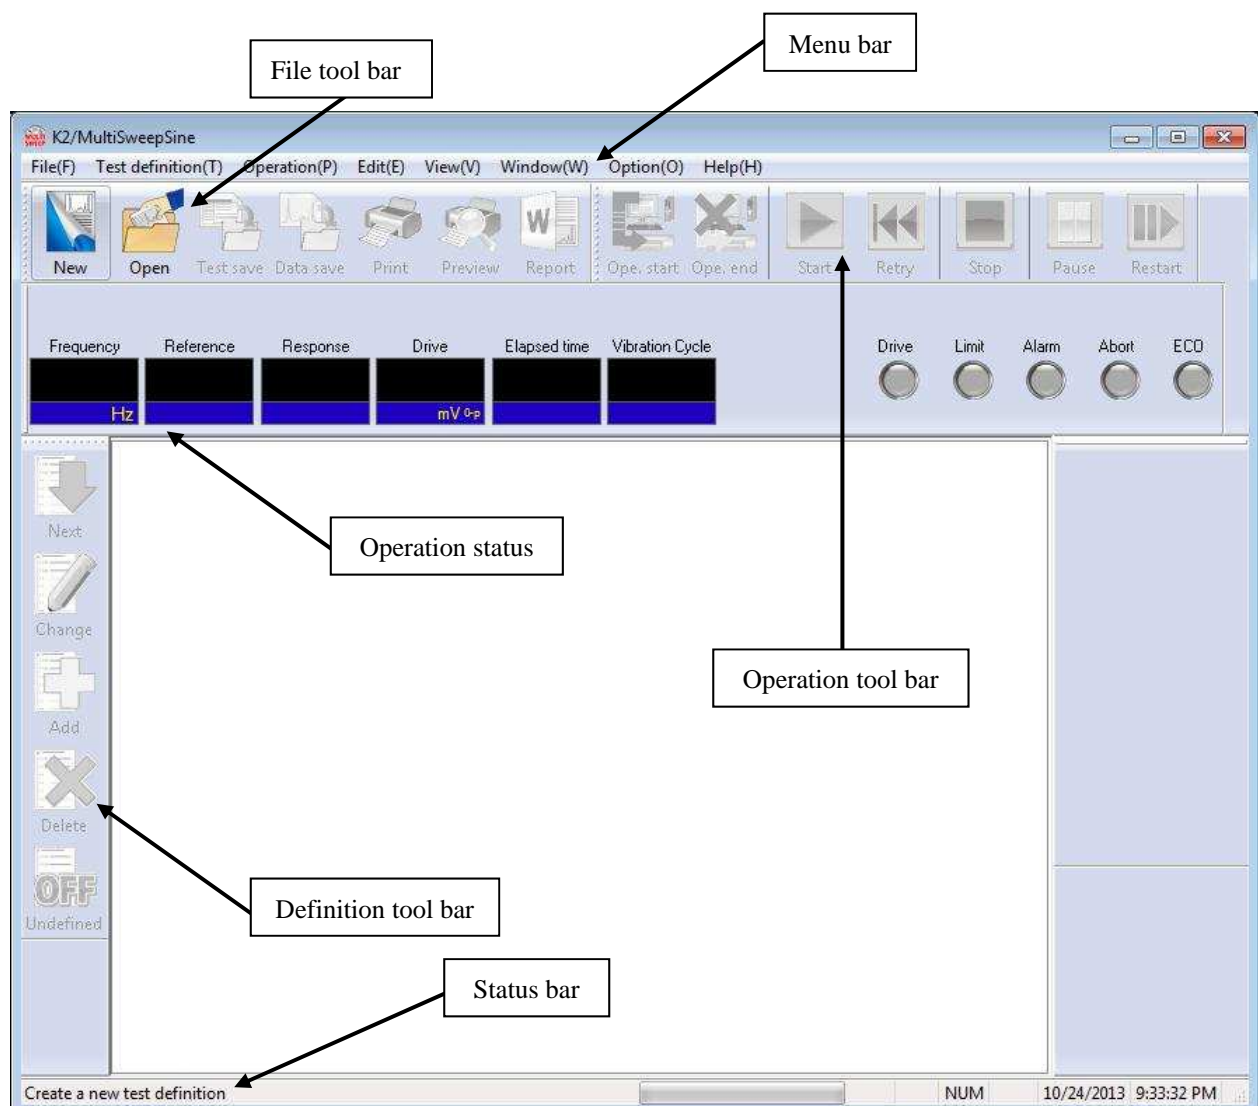 Menu bar
File tool bar
K2/MultiSweepSine
File(F) Test definition(T) Operation(P) Edit(E) View(V) Window(W) Option(O) Help(H)
New Open Test save Data save Print Preview Report Ope. start Ope. end Start Retry Stop Pause Restart
Frequency Reference Response Drive Elapsed time Vibration Cycle Drive Limit Alarm Abort ECO
Hz mV 0-p
Next
Operation status
Change
Operation tool bar
Add
Delete
OFF
Definition tool bar
Undefined
Status bar
Create a new test definition NUM 10/24/2013 9:33:32 PM